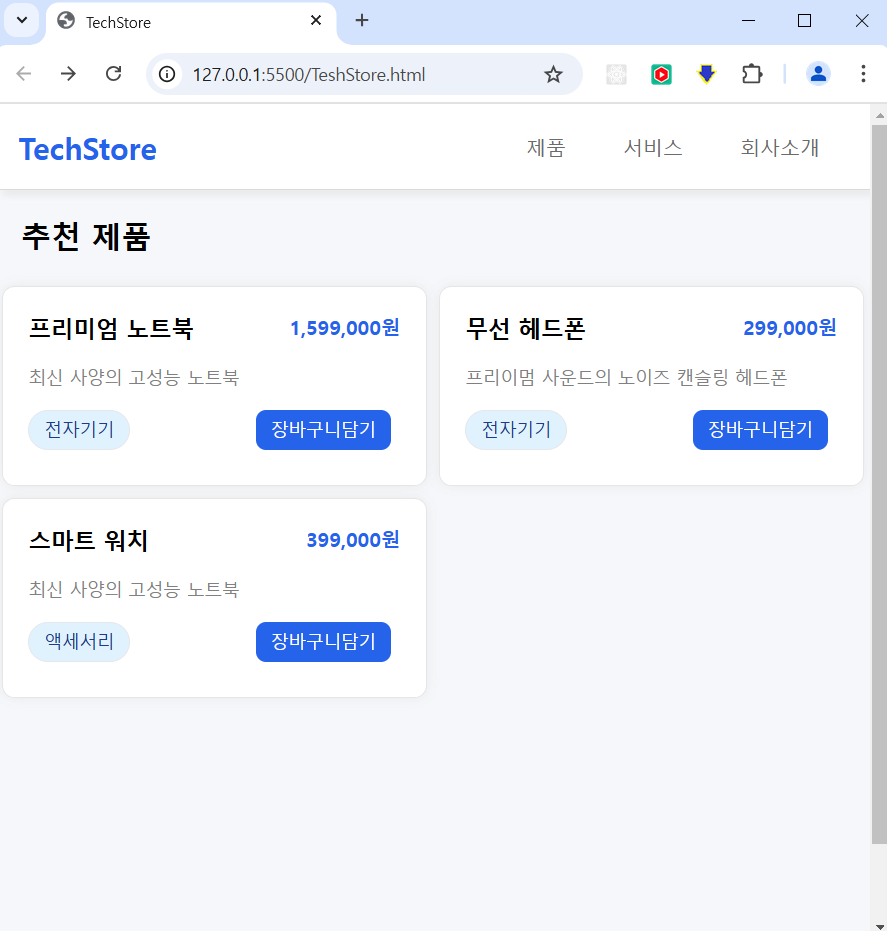 TechStore
127.0.0.1:5500/TeshStore.html
TechStore 제품 서비스 회사소개
추천 제품
프리미엄 노트북 1,599,000원
최신 사양의 고성능 노트북
전자기기 장바구니담기
무선 헤드폰 299,000원
프리이멈 사운드의 노이즈 캔슬링 헤드폰
전자기기 장바구니담기
스마트 워치 399,000원
최신 사양의 고성능 노트북
액세서리 장바구니담기